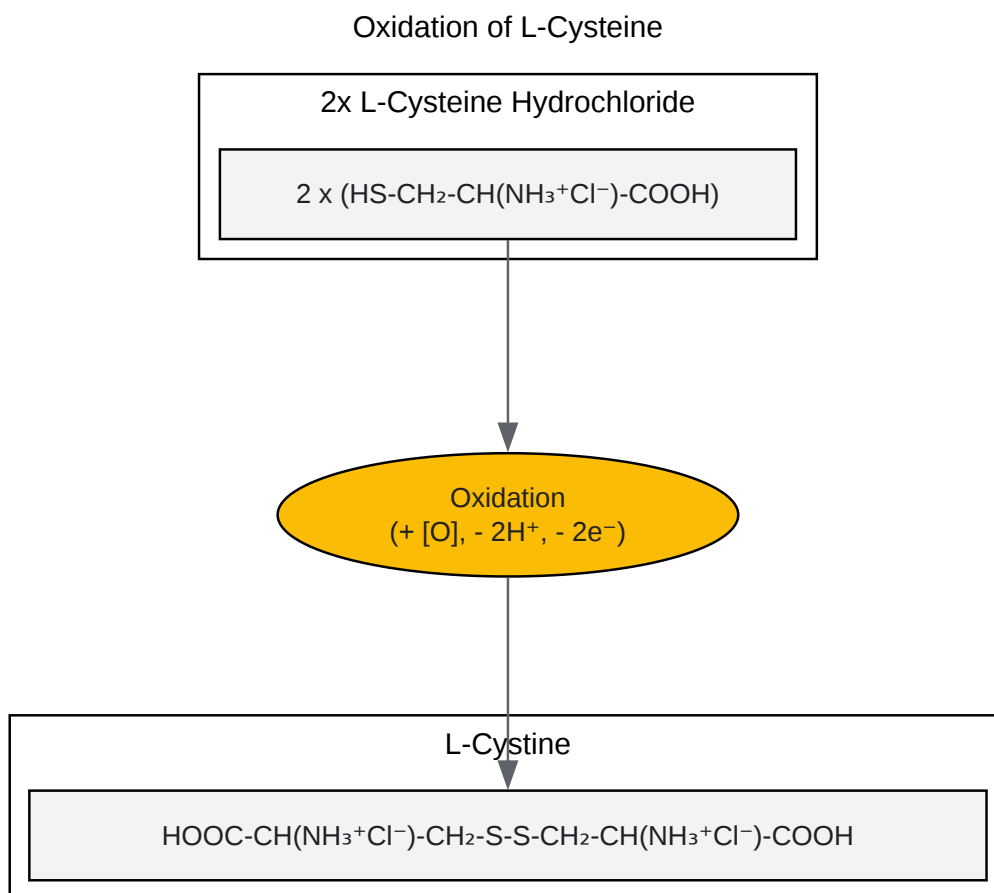 Oxidation of L-Cysteine
2x L-Cysteine Hydrochloride
2 x (HS-CH₂-CH(NH₃⁺Cl⁻)-COOH)
Oxidation
(+ [O], - 2H⁺, - 2e⁻)
L-Cystine
HOOC-CH(NH₃⁺Cl⁻)-CH₂-S-S-CH₂-CH(NH₃⁺Cl⁻)-COOH